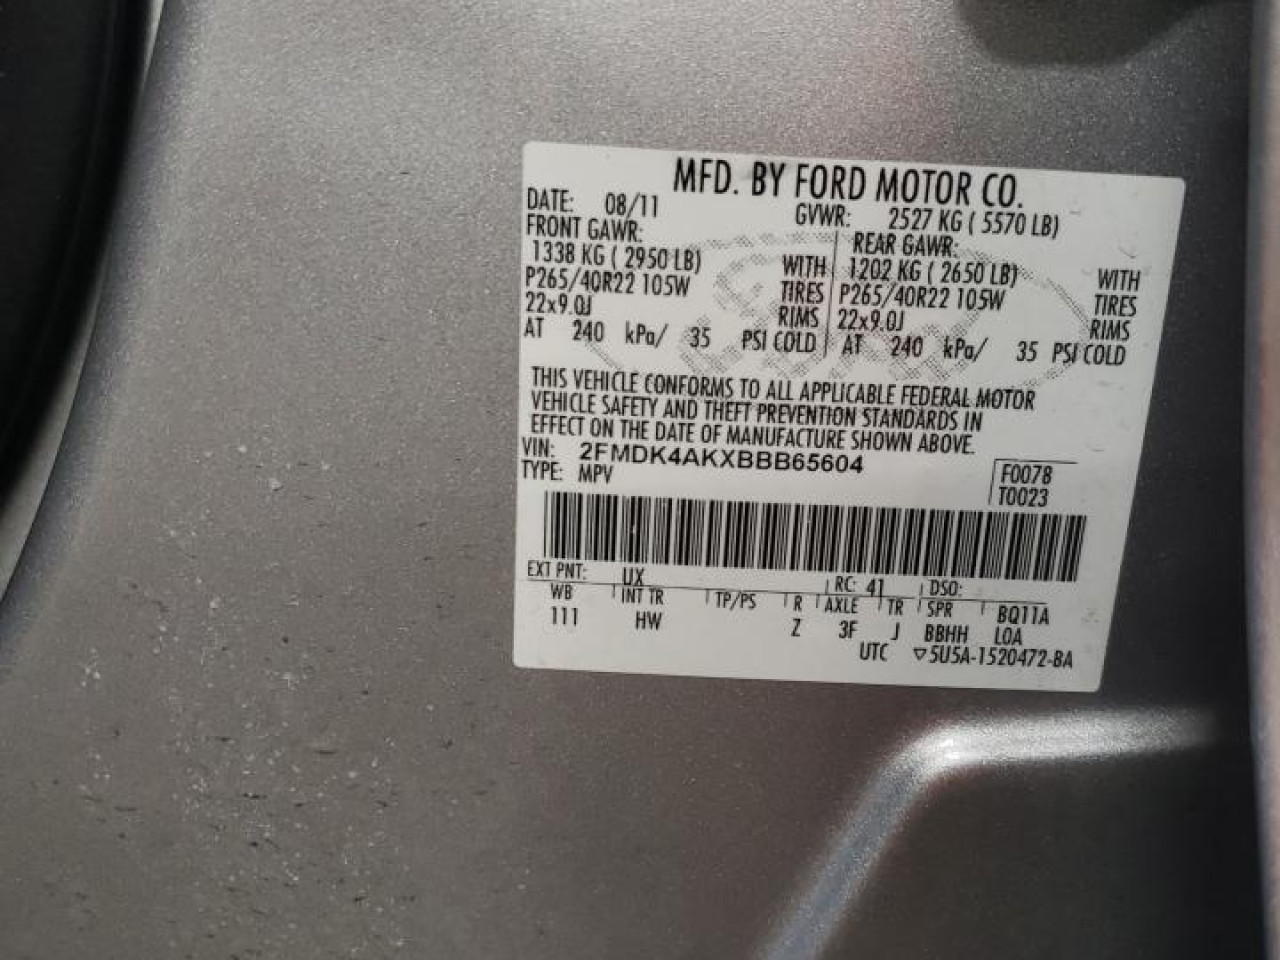 MFD. BY FORD MOTOR CO.
DATE: 08/11 GVWR: 2527 KG ( 5570 LB)
FRONT GAWR: REAR GAWR:
1338 KG ( 2950 LB) WITH 1202 KG ( 2650 LB) WITH
P265/40R22 105W TIRES P265/40R22 105W TIRES
22x9.0J RIMS 22x9.0J RIMS
AT 240 kPa/ 35 PSI COLD AT 240 kPa/ 35 PSI COLD
THIS VEHICLE CONFORMS TO ALL APPLICABLE FEDERAL MOTOR
VEHICLE SAFETY AND THEFT PREVENTION STANDARDS IN
EFFECT ON THE DATE OF MANUFACTURE SHOWN ABOVE.
VIN: 2FMDK4AKXBBB65604
TYPE: MPV
F0078
T0023
EXT PNT: UX RC: 41 DSO:
WB INT TR TP/PS R AXLE TR SPR BQ11A
111 HW Z 3F J BBHH LOA
UTC ▽5U5A-1520472-BA